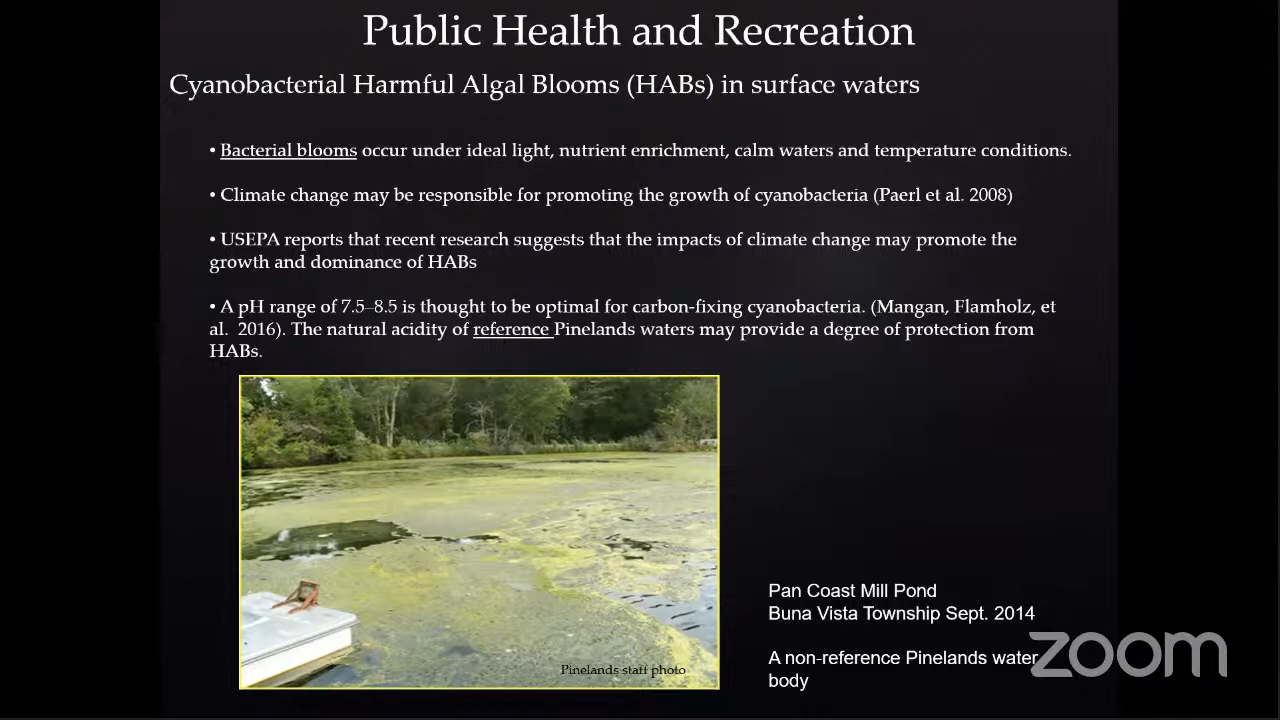 Public Health and Recreation
Cyanobacterial Harmful Algal Blooms (HABs) in surface waters
• Bacterial blooms occur under ideal light, nutrient enrichment, calm waters and temperature conditions.
• Climate change may be responsible for promoting the growth of cyanobacteria (Paerl et al. 2008)
• USEPA reports that recent research suggests that the impacts of climate change may promote the
growth and dominance of HABs
• A pH range of 7.5–8.5 is thought to be optimal for carbon-fixing cyanobacteria. (Mangan, Flamholz, et
al. 2016). The natural acidity of reference Pinelands waters may provide a degree of protection from
HABs.
Pinelands staff photo
Pan Coast Mill Pond
Buna Vista Township Sept. 2014
A non-reference Pinelands water
body
zoom